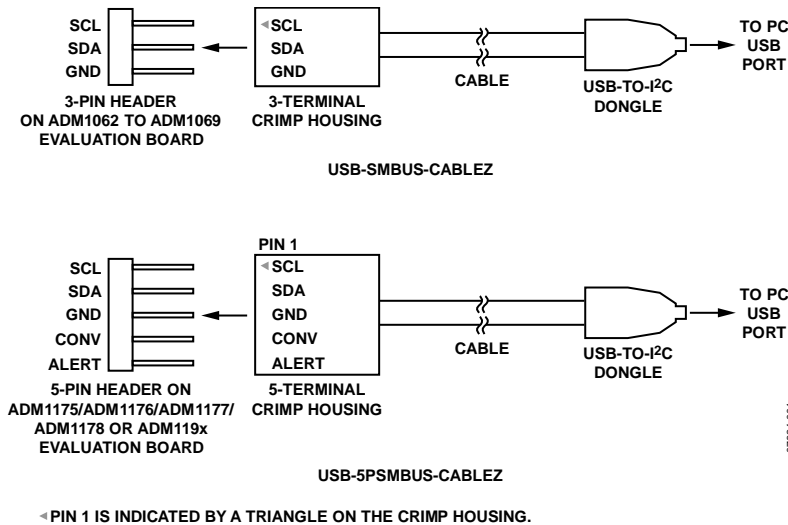 SCL
SDA
GND
3-PIN HEADER
ON ADM1062 TO ADM1069
EVALUATION BOARD
SCL
SDA
GND
3-TERMINAL
CRIMP HOUSING
CABLE
USB-TO-I²C
DONGLE
TO PC
USB
PORT
USB-SMBUS-CABLEZ
SCL
SDA
GND
CONV
ALERT
5-PIN HEADER ON
ADM1175/ADM1176/ADM1177/
ADM1178 OR ADM119x
EVALUATION BOARD
PIN 1
SCL
SDA
GND
CONV
ALERT
5-TERMINAL
CRIMP HOUSING
CABLE
USB-TO-I²C
DONGLE
TO PC
USB
PORT
USB-5PSMBUS-CABLEZ
PIN 1 IS INDICATED BY A TRIANGLE ON THE CRIMP HOUSING.